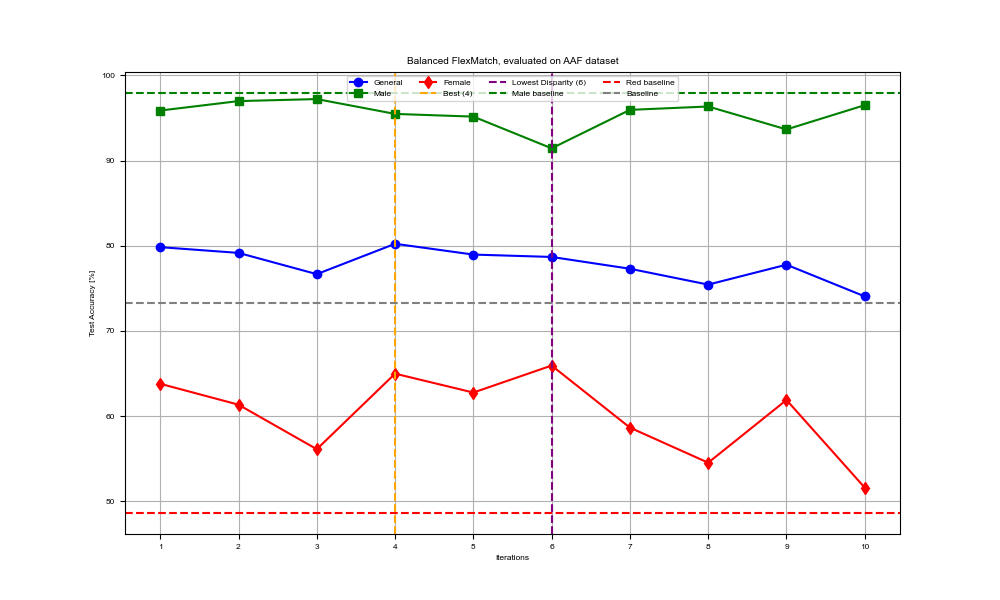 Balanced FlexMatch, evaluated on AAF dataset
General Female Lowest Disparity (6) Red baseline
Male Best (4) Male baseline Baseline
Test Accuracy [%]
100
90
80
70
60
50
1 2 3 4 5 6 7 8 9 10
Iterations